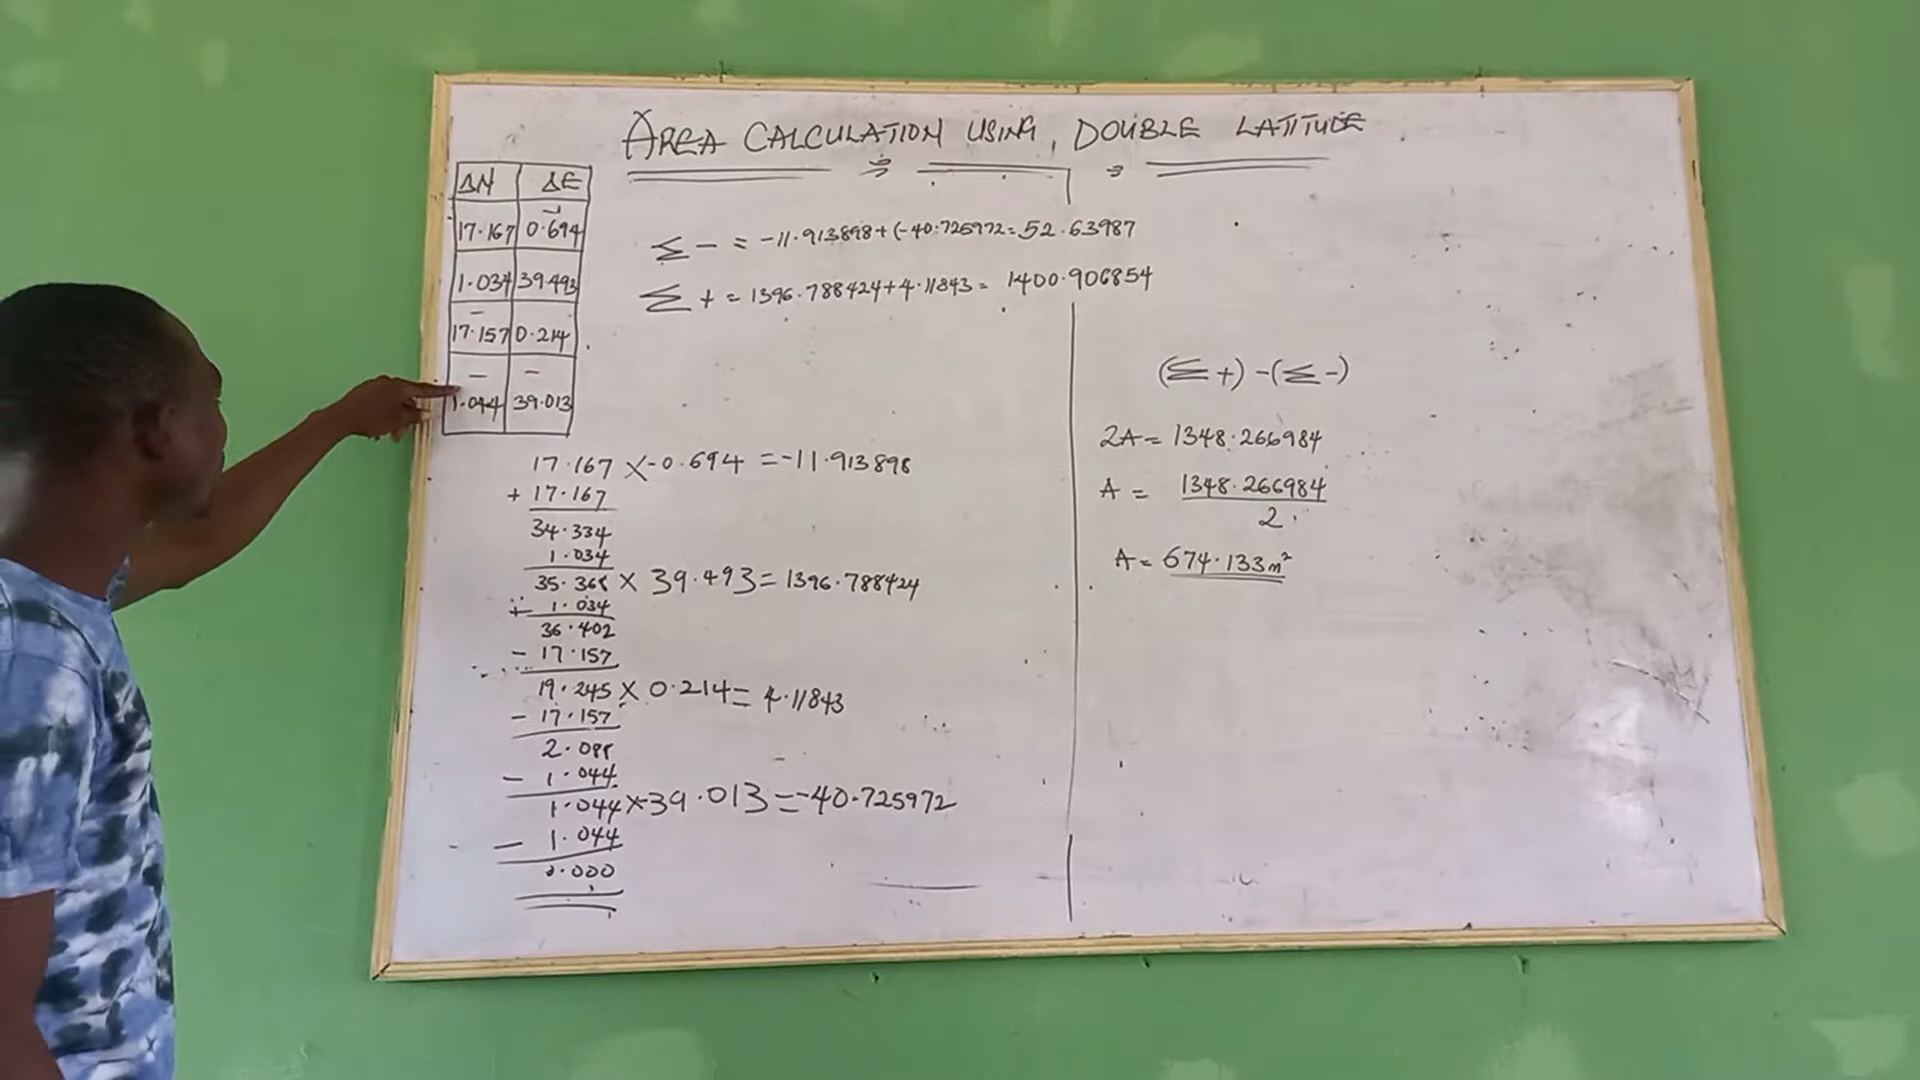 AREA CALCULATION USING, DOUBLE LATITUDE
ΔN ΔE
17.167 -0.694
1.034 39.493
-17.157 0.214
-1.044 -39.013
Σ - = -11.913898+(-40.725972=52.63987
Σ + = 1396.788424+4.11843= 1400.906854
17.167 X -0.694 = -11.913898
+ 17.167
34.334
1.034
35.368 X 39.493 = 1396.788424
+ 1.034
36.402
- 17.157
19.245 X 0.214 = 4.11843
- 17.157
2.088
- 1.044
1.044 X -39.013 = -40.725972
- 1.044
0.000
(Σ +) -(Σ -)
2A = 1348.266984
A = 1348.266984
2
A = 674.133m²